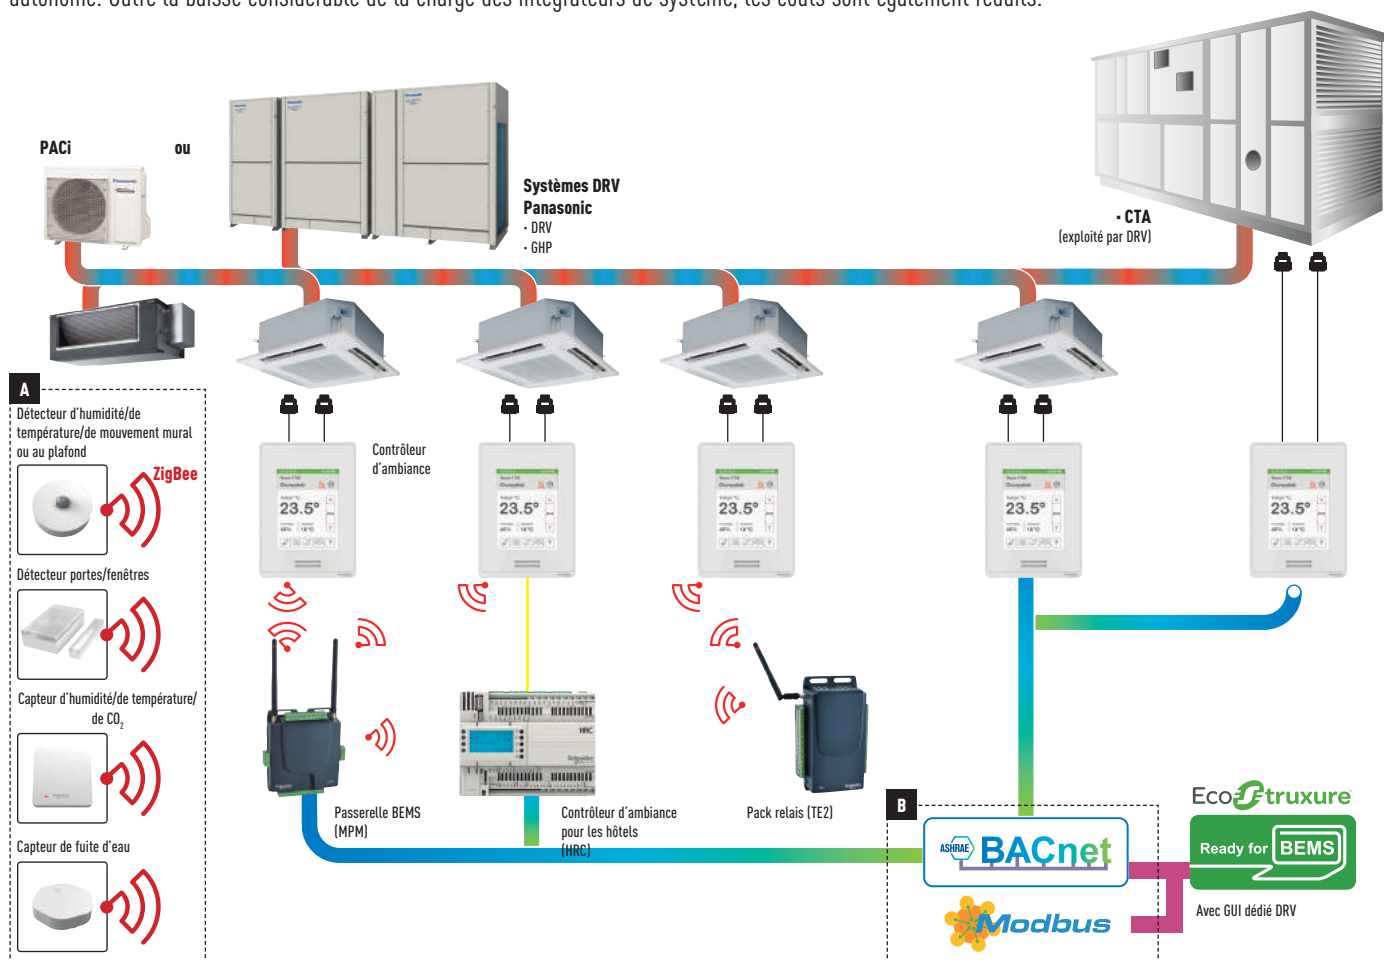 autonome. Outre la baisse considérable de la charge des intégrateurs de système, les coûts sont également réduits.
PACi
ou
Systèmes DRV
Panasonic
· DRV
· GHP
· CTA
(exploité par DRV)
A
Détecteur d'humidité/de
température/de mouvement mural
ou au plafond
ZigBee
Détecteur portes/fenêtres
Capteur d'humidité/de température/
de CO₂
Capteur de fuite d'eau
Contrôleur
d'ambiance
23.5°
23.5°
23.5°
23.5°
23.5°
Passerelle BEMS
(MPM)
HRC
Schneider
Contrôleur d'ambiance
pour les hôtels
(HRC)
Pack relais (TE2)
B
ASHRAE BACnet
Modbus
EcoStruxure
Ready for BEMS
Avec GUI dédié DRV